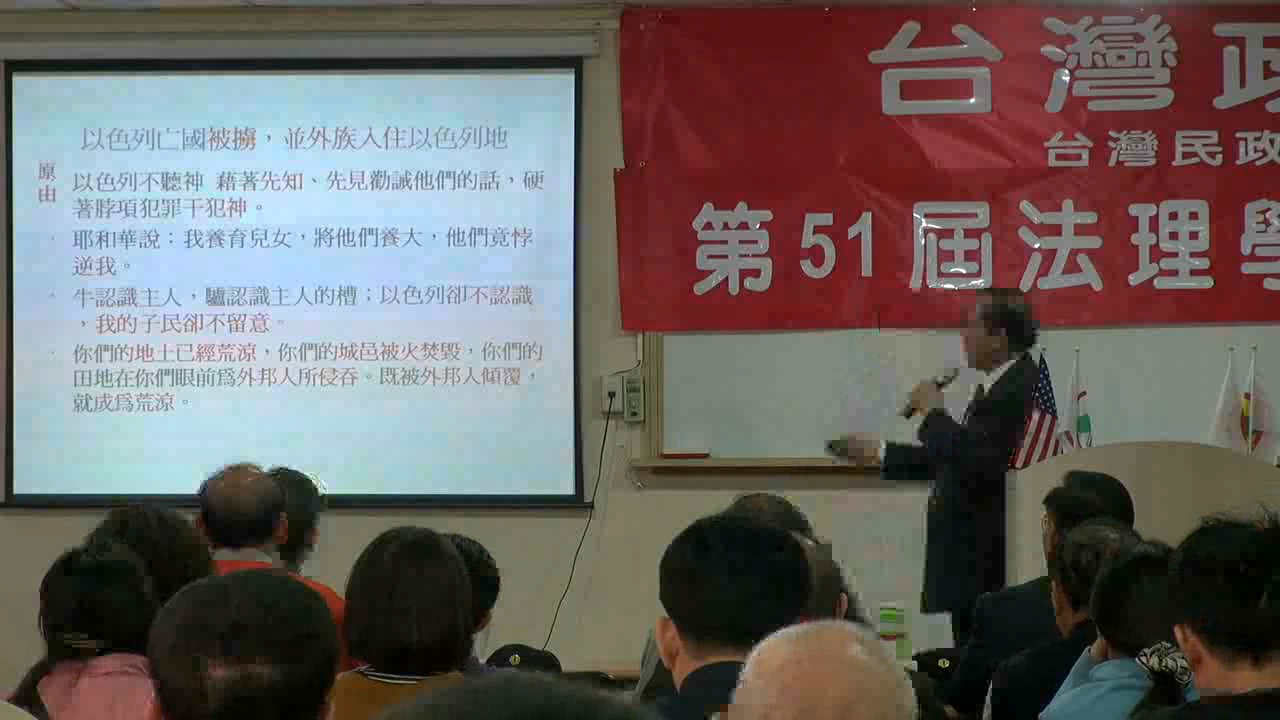 以色列亡國被擄，並外族入住以色列地
原由
以色列不聽神 藉著先知、先見勸誡他們的話，硬
著脖項犯罪干犯神。
耶和華說：我養育兒女，將他們養大，他們竟悖
逆我。
牛認識主人，驢認識主人的槽；以色列卻不認識
，我的子民卻不留意。
你們的地土已經荒涼，你們的城邑被火焚毀，你們的
田地在你們眼前爲外邦人所侵吞。既被外邦人傾覆，
就成爲荒涼。
台灣政
台灣民政
第51屆法理學